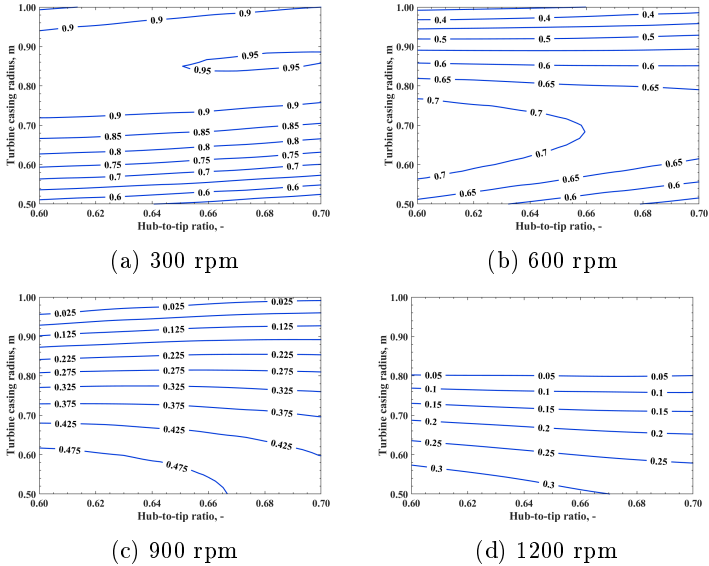 1.00
0.90
0.80
0.70
0.60
0.50
Turbine casing radius, m
0.9 0.9 0.9
0.95
0.95 0.95
0.9 0.9 0.9
0.85 0.85 0.85
0.8 0.8 0.8
0.75 0.75 0.75
0.7 0.7 0.7
0.6 0.6 0.6
0.60 0.62 0.64 0.66 0.68 0.70
Hub-to-tip ratio, -
(a) 300 rpm
1.00
0.90
0.80
0.70
0.60
0.50
Turbine casing radius, m
0.4 0.4 0.4
0.5 0.5 0.5
0.6 0.6 0.6
0.65 0.65 0.65
0.7
0.7
0.7
0.7
0.65 0.65 0.65
0.6 0.6 0.6
0.60 0.62 0.64 0.66 0.68 0.70
Hub-to-tip ratio, -
(b) 600 rpm
1.00
0.90
0.80
0.70
0.60
0.50
Turbine casing radius, m
0.025 0.025 0.025
0.125 0.125 0.125
0.225 0.225 0.225
0.275 0.275 0.275
0.325 0.325 0.325
0.375 0.375 0.375
0.425 0.425 0.425
0.475 0.475
0.60 0.62 0.64 0.66 0.68 0.70
Hub-to-tip ratio, -
(c) 900 rpm
1.00
0.90
0.80
0.70
0.60
0.50
Turbine casing radius, m
0.05 0.05 0.05
0.1 0.1 0.1
0.15 0.15 0.15
0.2 0.2 0.2
0.25 0.25 0.25
0.3 0.3
0.60 0.62 0.64 0.66 0.68 0.70
Hub-to-tip ratio, -
(d) 1200 rpm